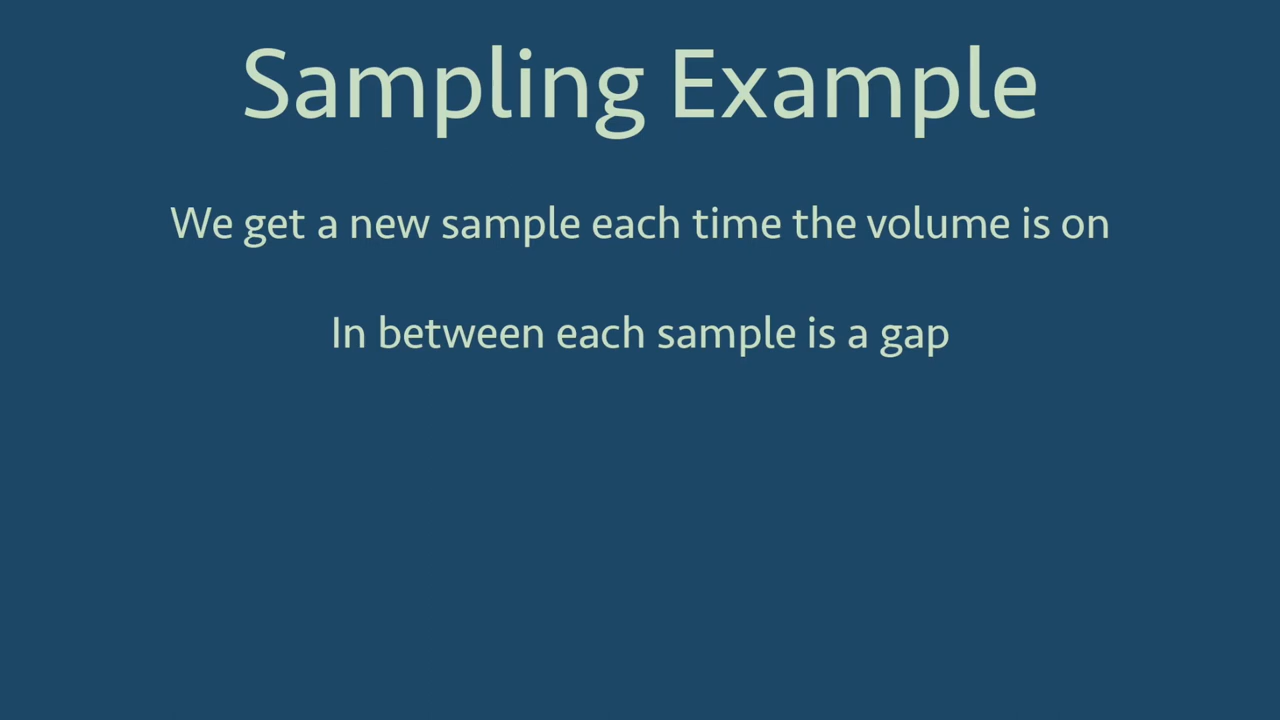 Sampling Example
We get a new sample each time the volume is on
In between each sample is a gap